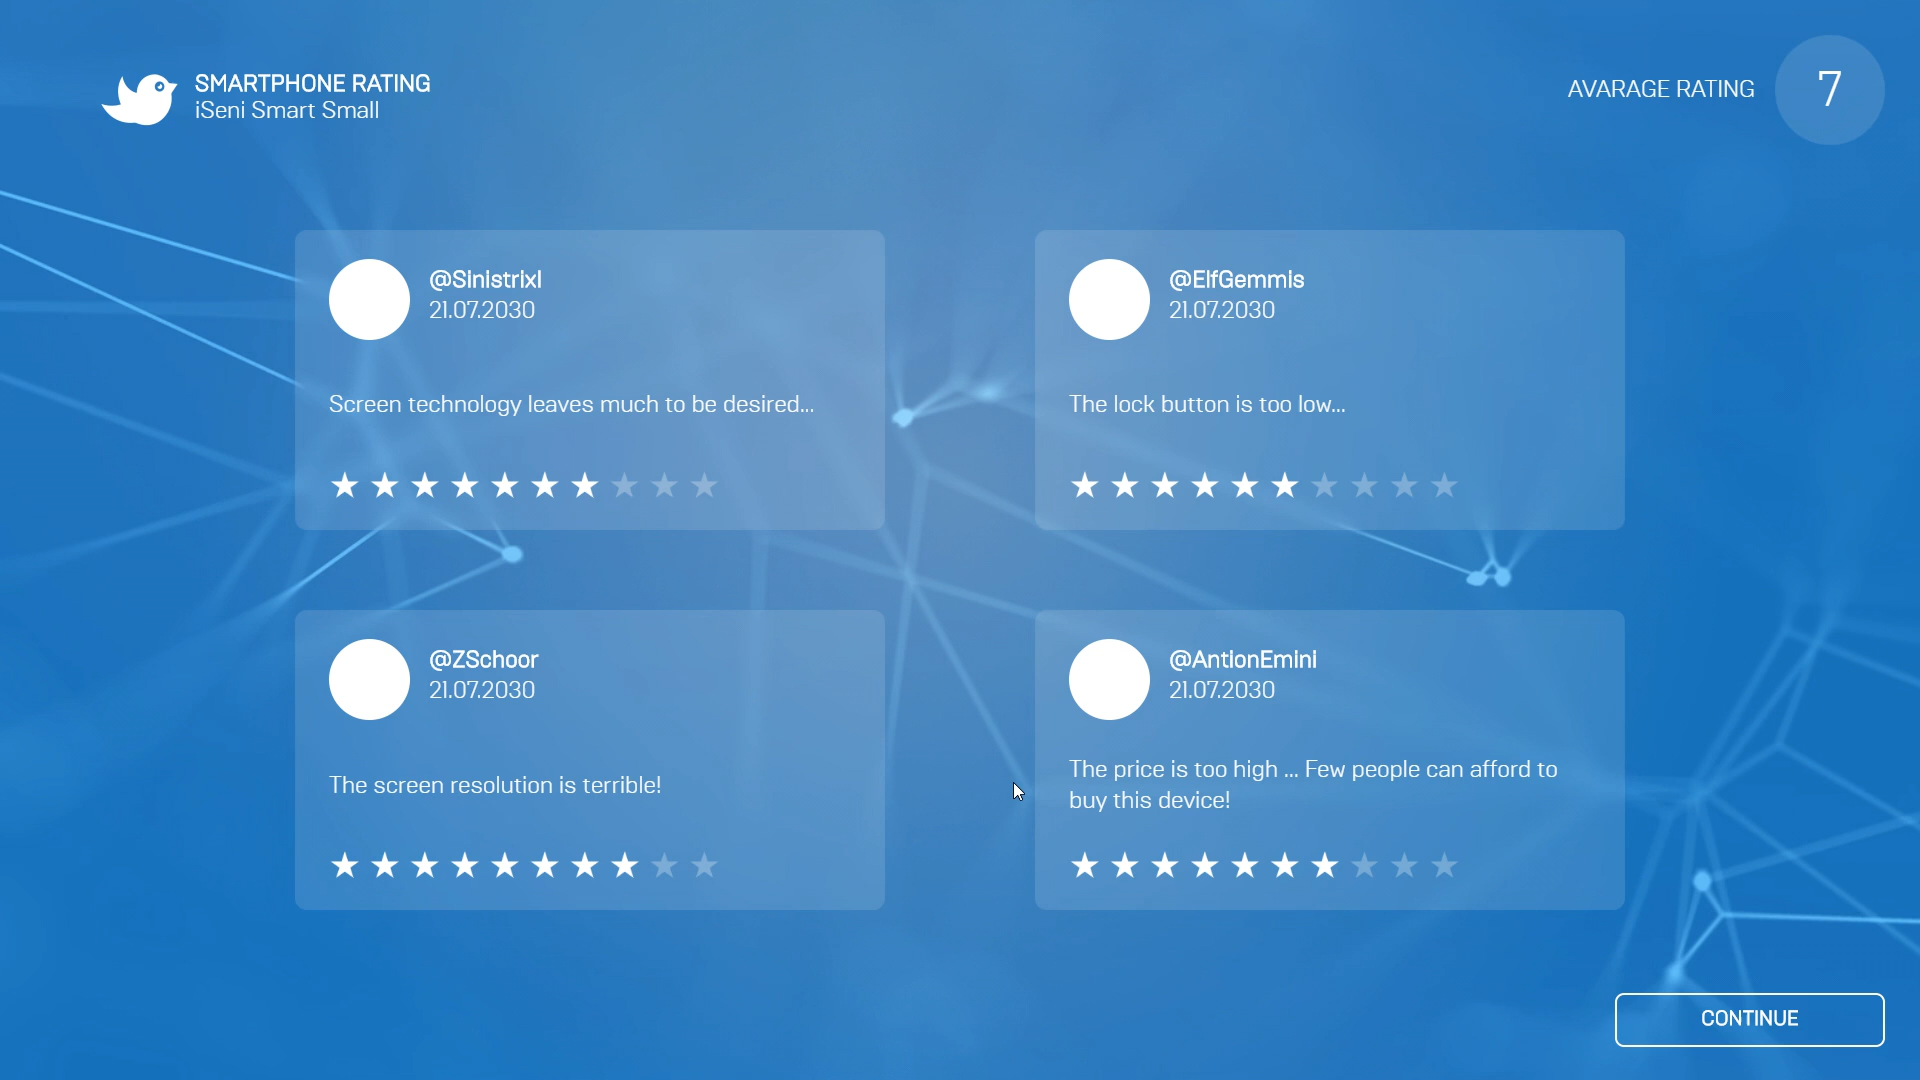 SMARTPHONE RATING
iSeni Smart Small
AVARAGE RATING
7
@Sinistrixl
21.07.2030
Screen technology leaves much to be desired...
@ElfGemmis
21.07.2030
The lock button is too low...
@ZSchoor
21.07.2030
The screen resolution is terrible!
@AntionEmini
21.07.2030
The price is too high ... Few people can afford to
buy this device!
CONTINUE